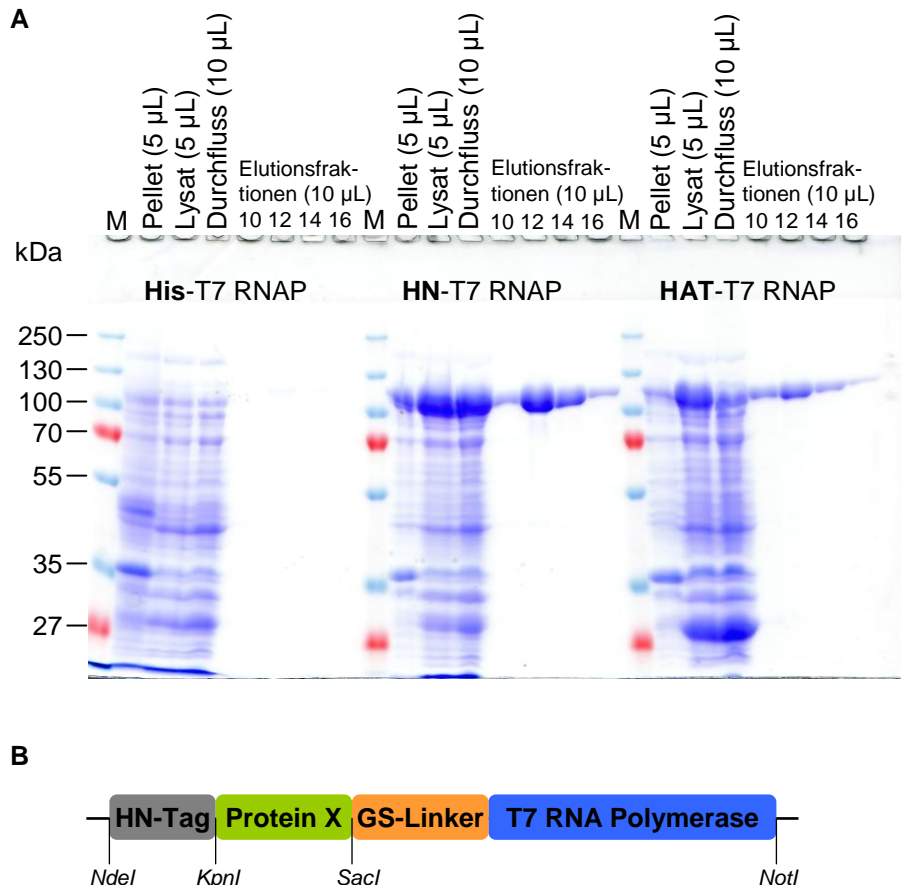 A
M Pellet (5 µL) Lysat (5 µL) Durchfluss (10 µL) Elutionsfrak-
tionen (10 µL)
10 12 14 16
M Pellet (5 µL) Lysat (5 µL) Durchfluss (10 µL) Elutionsfrak-
tionen (10 µL)
10 12 14 16
M Pellet (5 µL) Lysat (5 µL) Durchfluss (10 µL) Elutionsfrak-
tionen (10 µL)
10 12 14 16
kDa
His-T7 RNAP HN-T7 RNAP HAT-T7 RNAP
250
130
100
70
55
35
27
B
HN-Tag Protein X GS-Linker T7 RNA Polymerase
NdeI KpnI SacI NotI